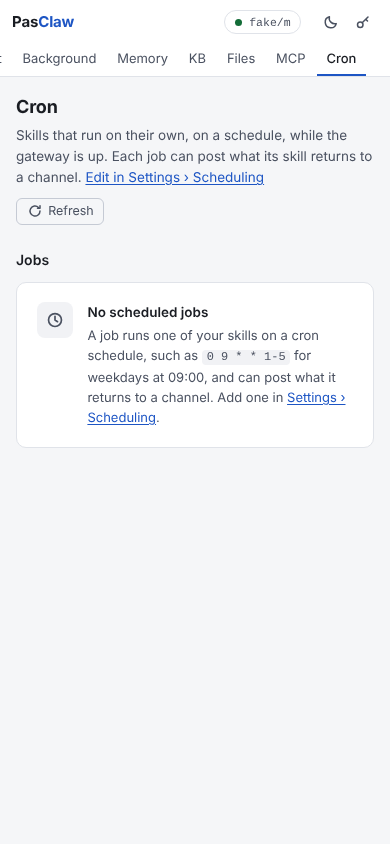 PasClaw
fake/m
Background Memory KB Files MCP Cron
Cron
Skills that run on their own, on a schedule, while the
gateway is up. Each job can post what its skill returns to
a channel. Edit in Settings › Scheduling
Refresh
Jobs
No scheduled jobs
A job runs one of your skills on a cron
schedule, such as 0 9 * * 1-5 for
weekdays at 09:00, and can post what it
returns to a channel. Add one in Settings ›
Scheduling.